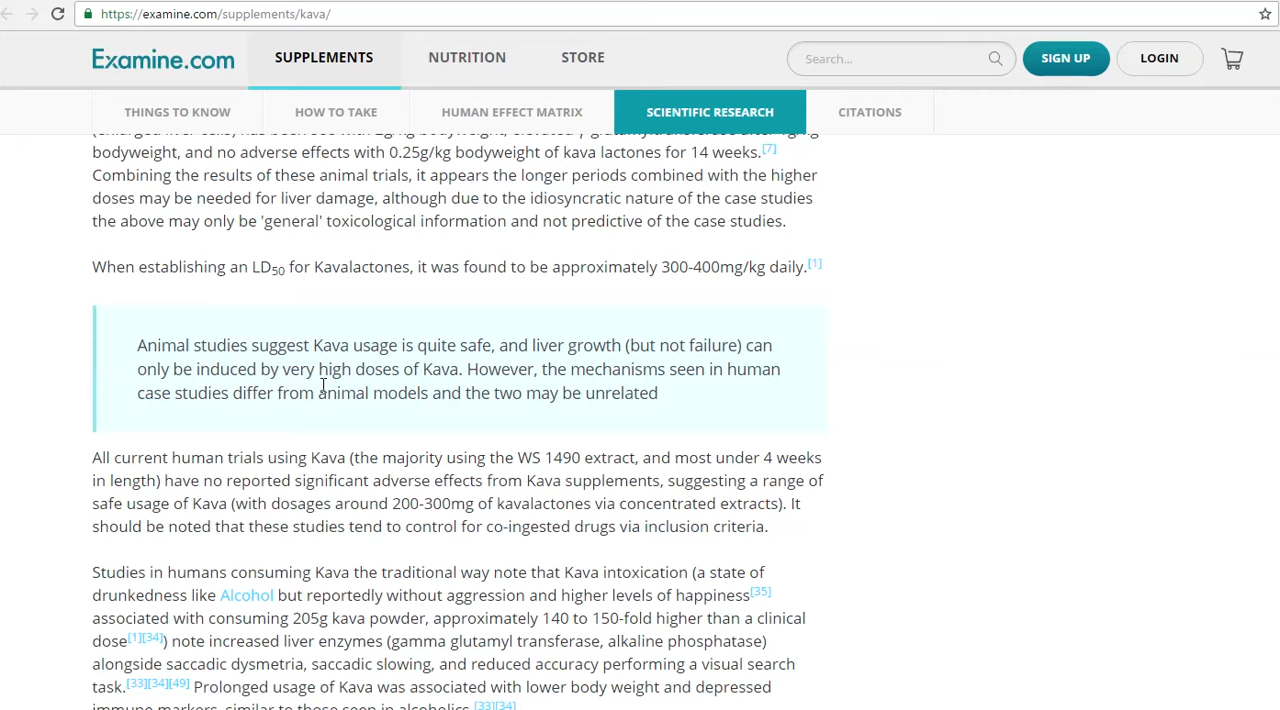 https://examine.com/supplements/kava/
Examine.com
SUPPLEMENTS
NUTRITION
STORE
Search...
SIGN UP
LOGIN
THINGS TO KNOW
HOW TO TAKE
HUMAN EFFECT MATRIX
SCIENTIFIC RESEARCH
CITATIONS
bodyweight, and no adverse effects with 0.25g/kg bodyweight of kava lactones for 14 weeks.[7]
Combining the results of these animal trials, it appears the longer periods combined with the higher
doses may be needed for liver damage, although due to the idiosyncratic nature of the case studies
the above may only be 'general' toxicological information and not predictive of the case studies.
When establishing an LD50 for Kavalactones, it was found to be approximately 300-400mg/kg daily.[1]
Animal studies suggest Kava usage is quite safe, and liver growth (but not failure) can
only be induced by very high doses of Kava. However, the mechanisms seen in human
case studies differ from animal models and the two may be unrelated
All current human trials using Kava (the majority using the WS 1490 extract, and most under 4 weeks
in length) have no reported significant adverse effects from Kava supplements, suggesting a range of
safe usage of Kava (with dosages around 200-300mg of kavalactones via concentrated extracts). It
should be noted that these studies tend to control for co-ingested drugs via inclusion criteria.
Studies in humans consuming Kava the traditional way note that Kava intoxication (a state of
drunkedness like Alcohol but reportedly without aggression and higher levels of happiness[35]
associated with consuming 205g kava powder, approximately 140 to 150-fold higher than a clinical
dose[1][34]) note increased liver enzymes (gamma glutamyl transferase, alkaline phosphatase)
alongside saccadic dysmetria, saccadic slowing, and reduced accuracy performing a visual search
task.[33][34][49] Prolonged usage of Kava was associated with lower body weight and depressed
immune markers, similar to those seen in alcoholics.[33][34]